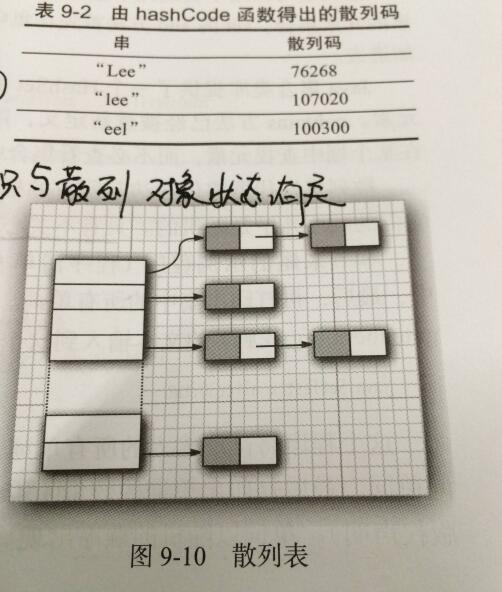 表 9-2 由 hashCode 函数得出的散列码
串 散列码
“Lee” 76268
“lee” 107020
“eel” 100300
与散列 对象状态有关
图 9-10 散列表